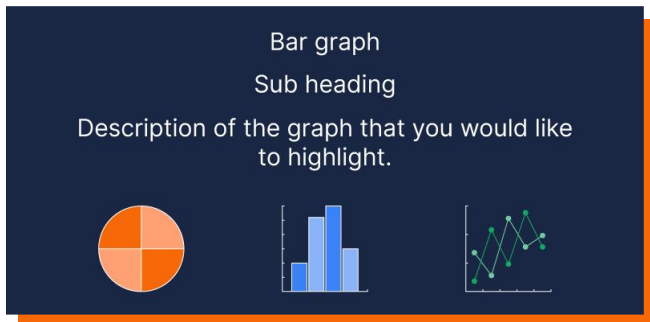 Bar graph
Sub heading
Description of the graph that you would like
to highlight.